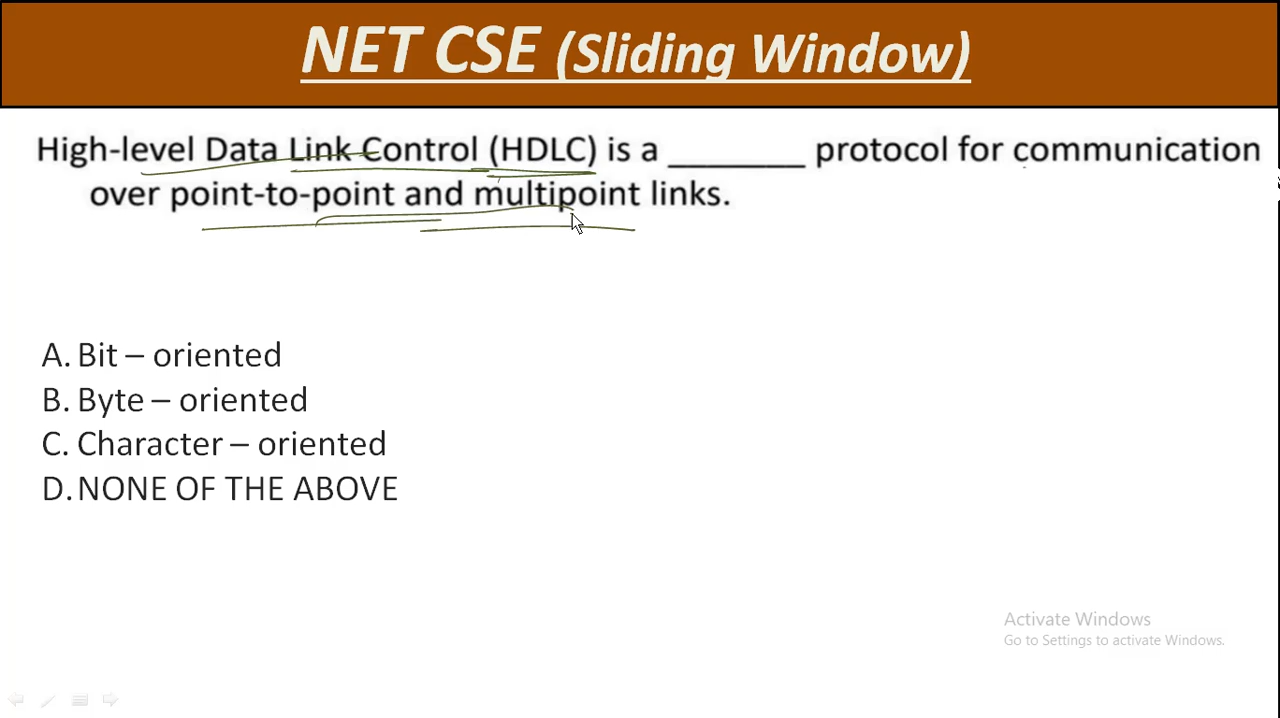 NET CSE (Sliding Window)
High-level Data Link Control (HDLC) is a ________ protocol for communication
over point-to-point and multipoint links.
A. Bit – oriented
B. Byte – oriented
C. Character – oriented
D. NONE OF THE ABOVE
Activate Windows
Go to Settings to activate Windows.